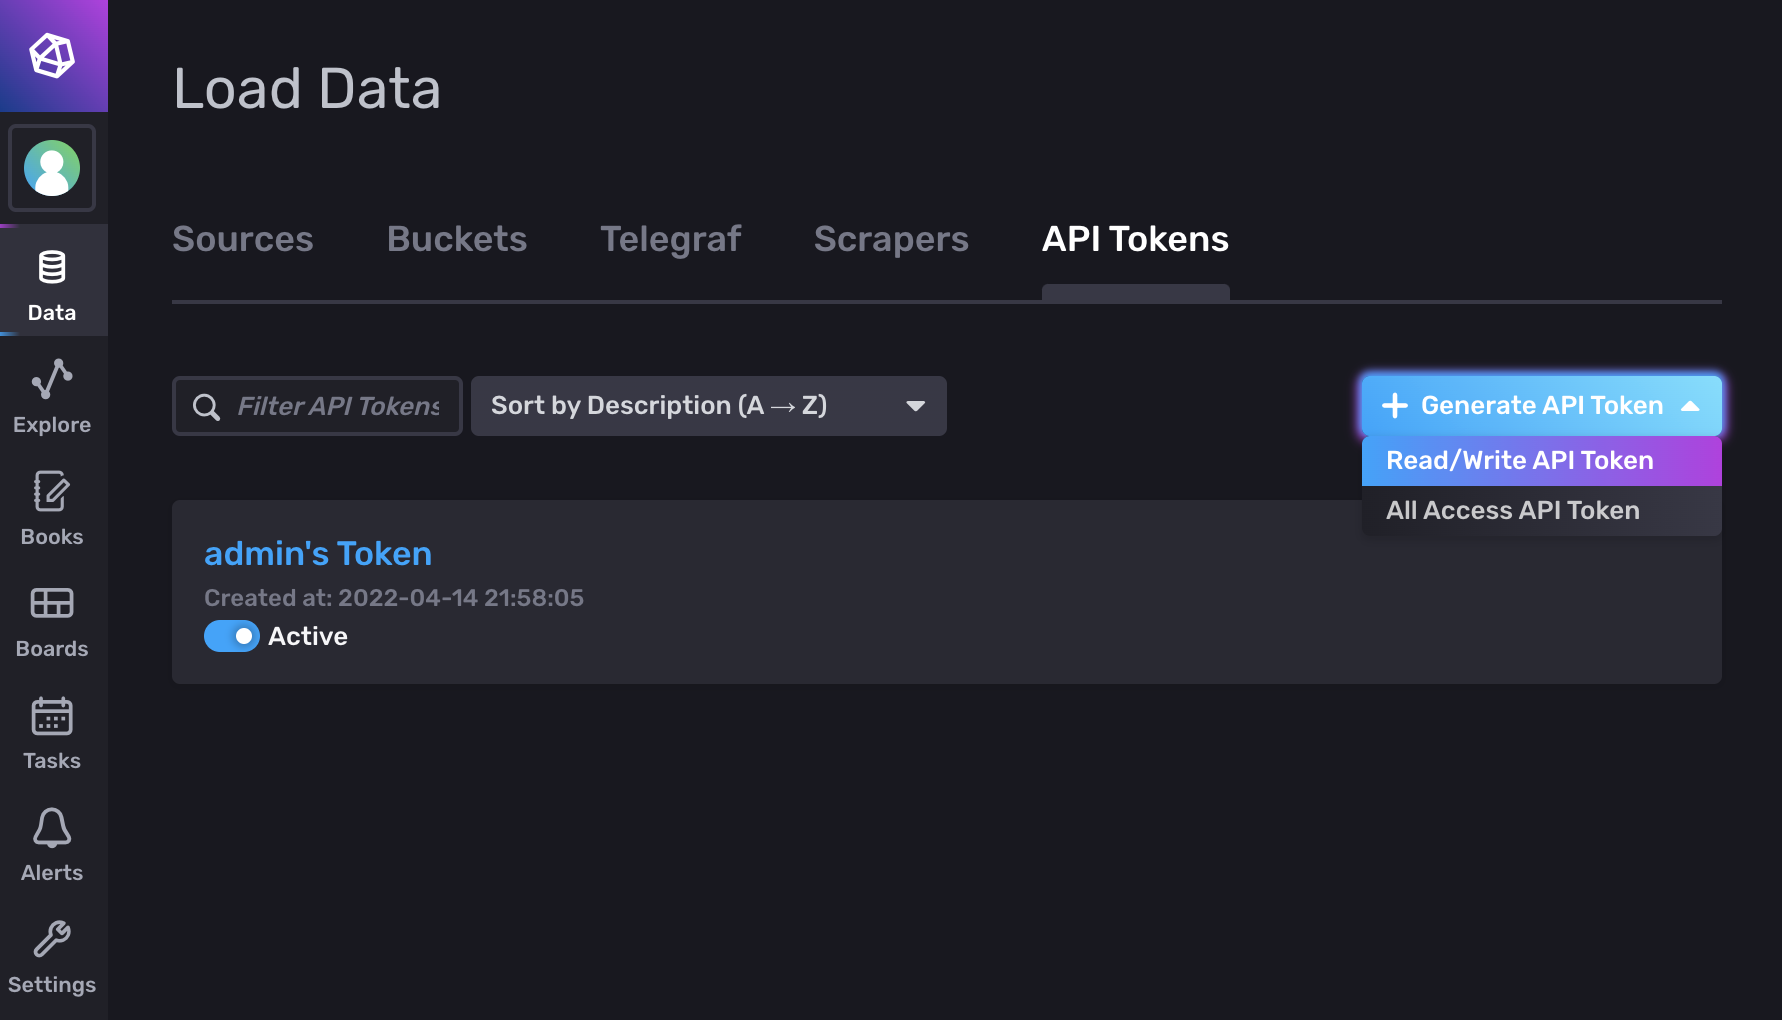 Load Data
Sources
Buckets
Telegraf
Scrapers
API Tokens
Filter API Tokens
Sort by Description (A → Z)
Generate API Token
Read/Write API Token
All Access API Token
admin's Token
Created at: 2022-04-14 21:58:05
Active
Data
Explore
Books
Boards
Tasks
Alerts
Settings